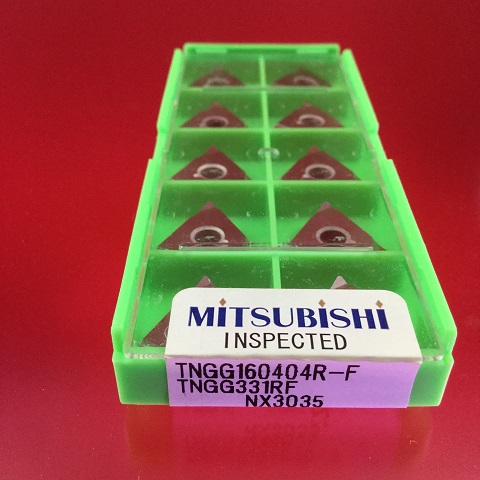 MiTSUBiSHi
INSPECTED
TNGG160404R-F
TNGG331RF
NX3035